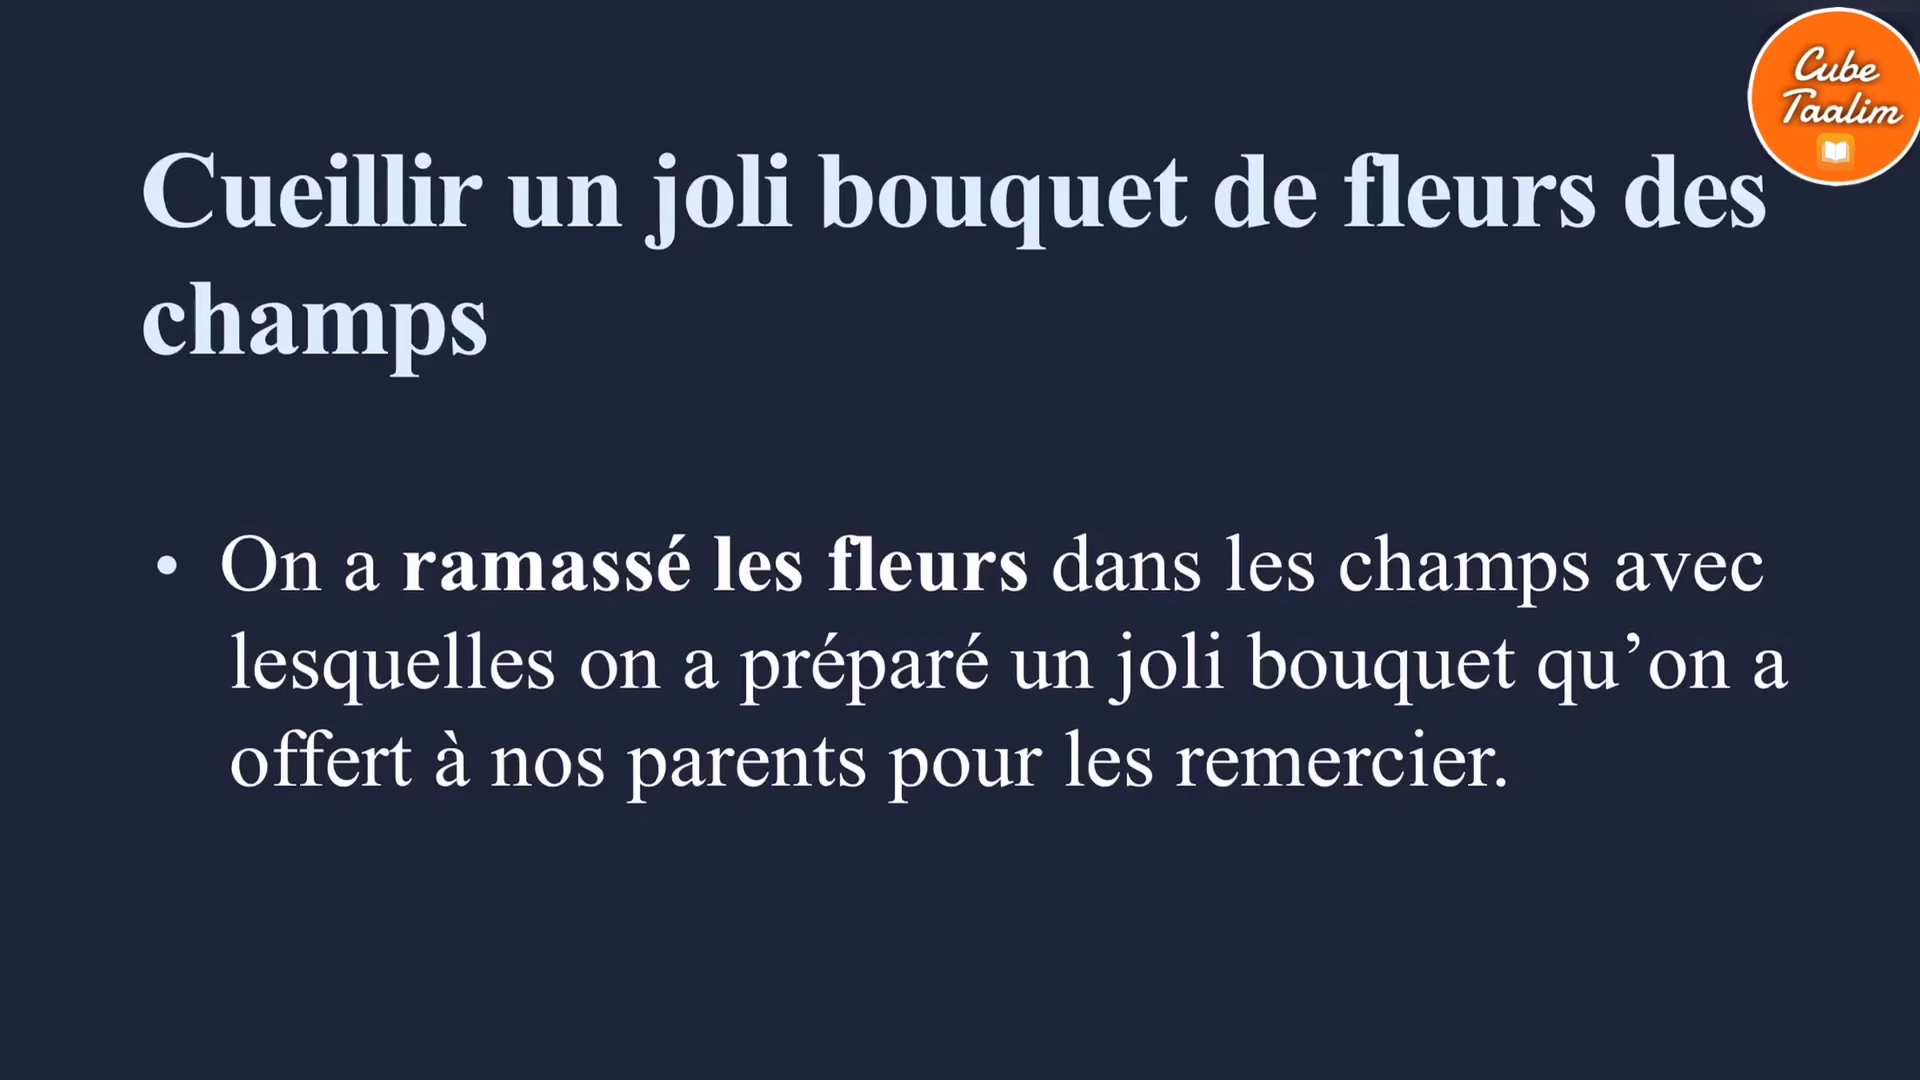 Cube
Taalim
Cueillir un joli bouquet de fleurs des
champs
• On a ramassé les fleurs dans les champs avec
lesquelles on a préparé un joli bouquet qu’on a
offert à nos parents pour les remercier.